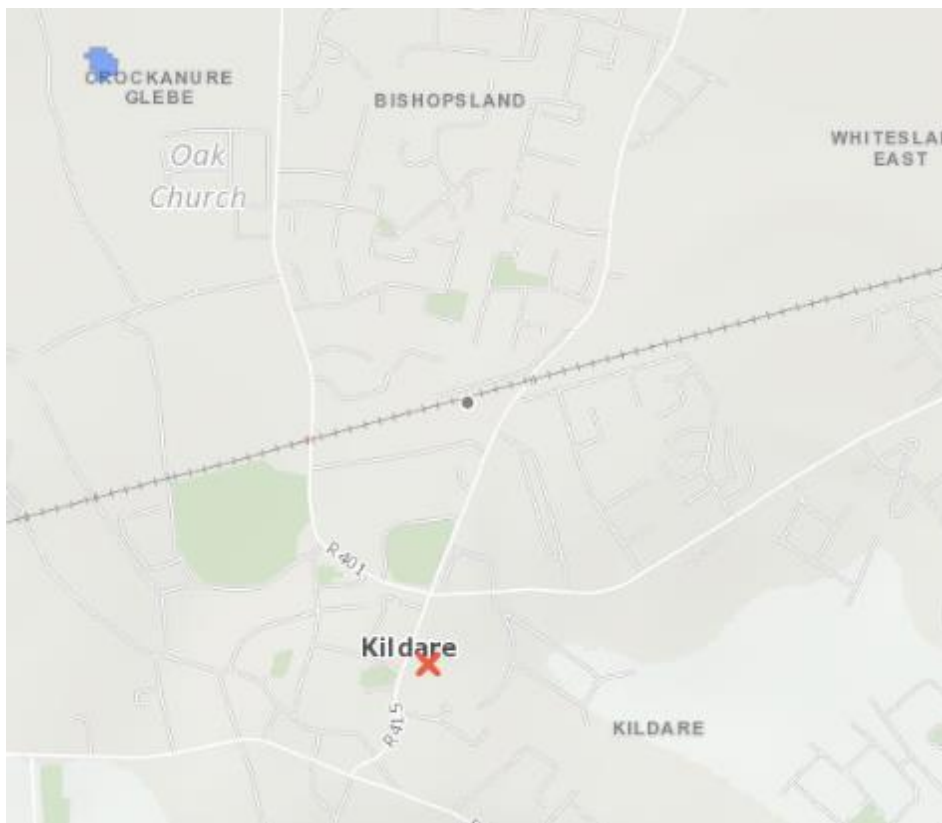 CROCKANURE
GLEBE
BISHOPSLAND
WHITESLA
EAST
Oak
Church
R401
Kildare
R415
KILDARE